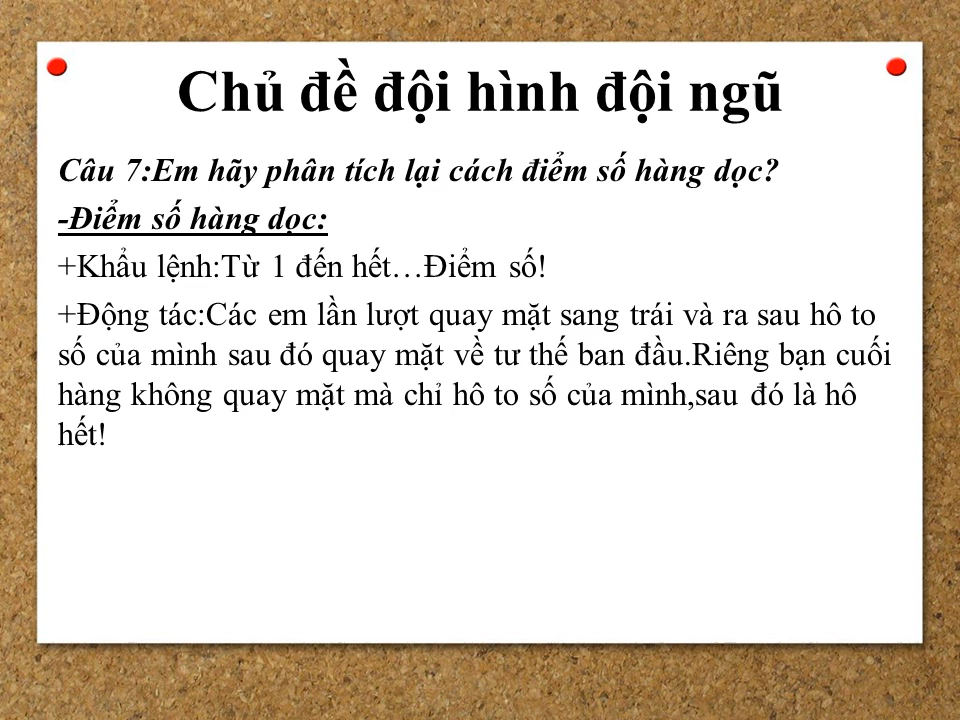 Chủ đề đội hình đội ngũ
Câu 7:Em hãy phân tích lại cách điểm số hàng dọc?
-Điểm số hàng dọc:
+Khẩu lệnh:Từ 1 đến hết…Điểm số!
+Động tác:Các em lần lượt quay mặt sang trái và ra sau hô to
số của mình sau đó quay mặt về tư thế ban đầu.Riêng bạn cuối
hàng không quay mặt mà chỉ hô to số của mình,sau đó là hô
hết!